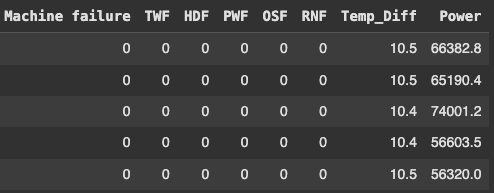 Machine failure TWF HDF PWF OSF RNF Temp_Diff Power
0 0 0 0 0 0 10.5 66382.8
0 0 0 0 0 0 10.5 65190.4
0 0 0 0 0 0 10.4 74001.2
0 0 0 0 0 0 10.4 56603.5
0 0 0 0 0 0 10.5 56320.0